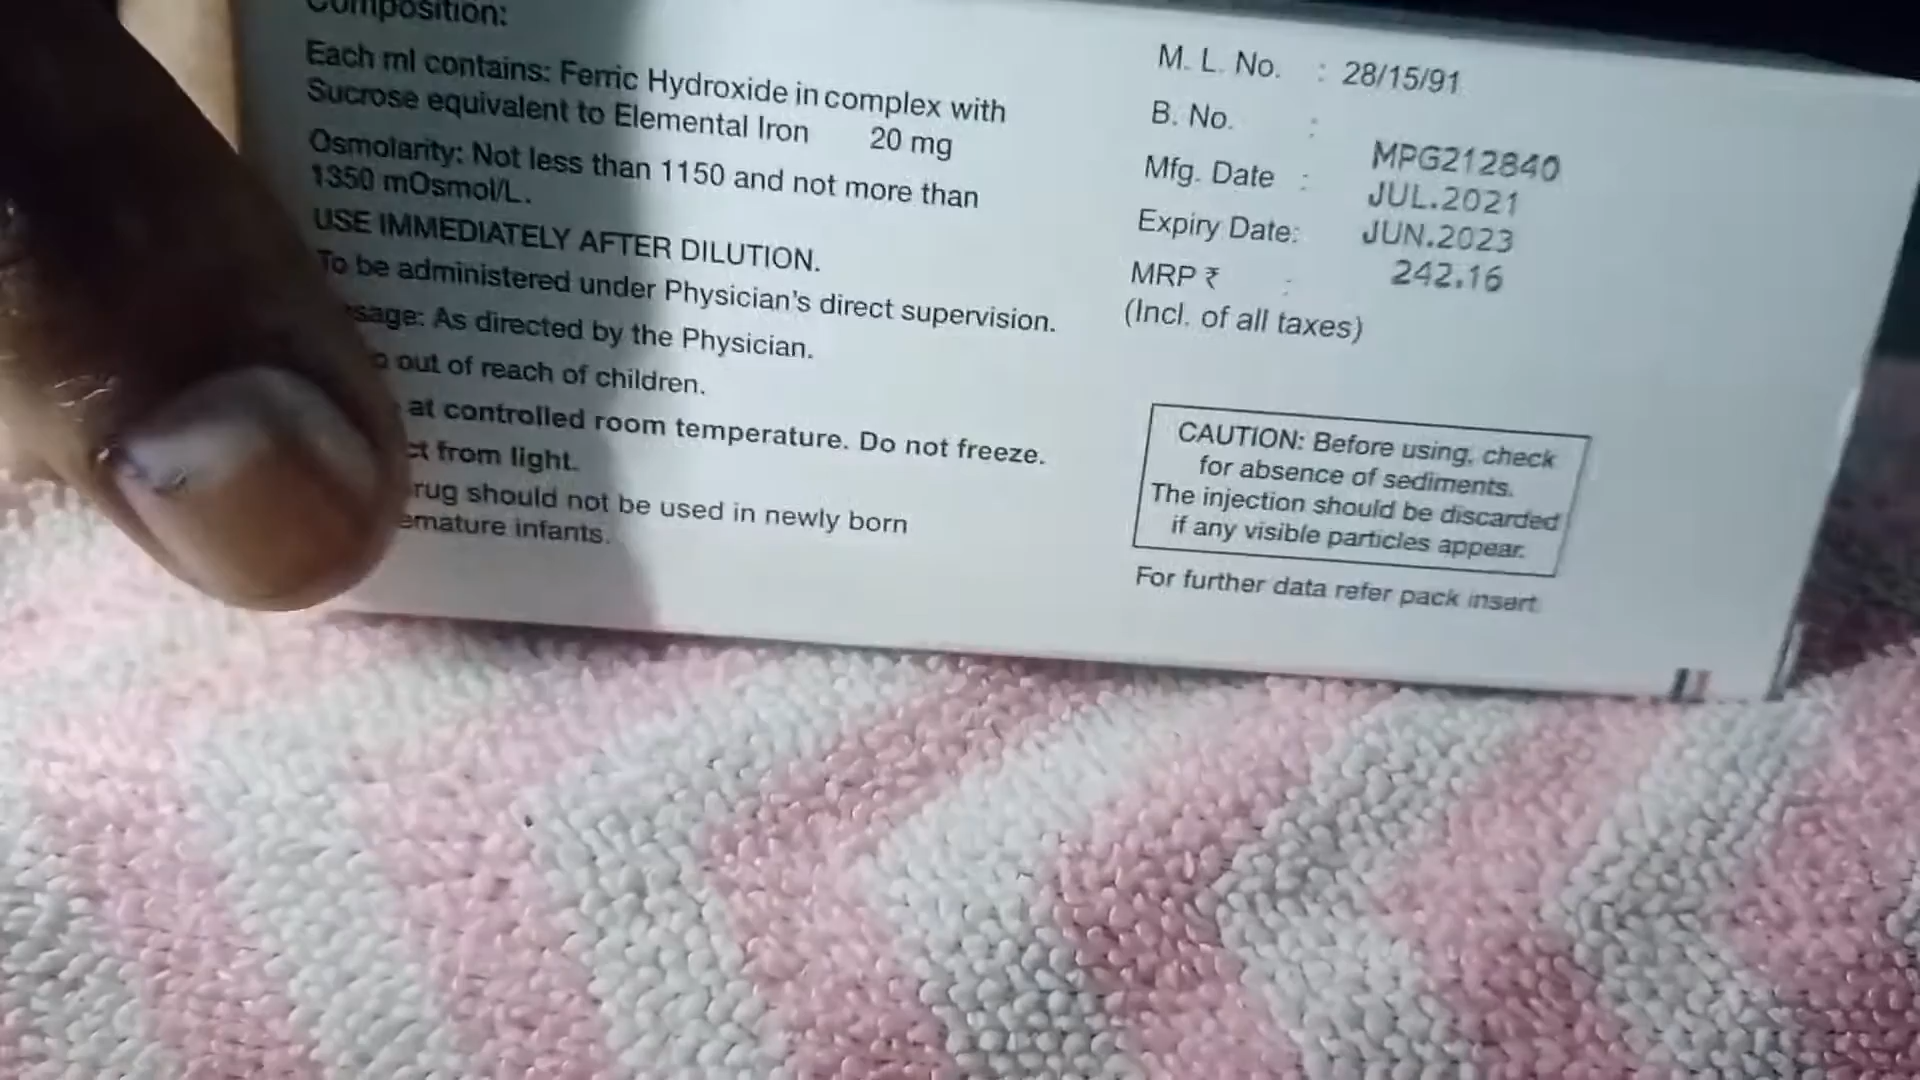 Composition:
Each ml contains: Ferric Hydroxide in complex with
Sucrose equivalent to Elemental Iron 20 mg
Osmolarity: Not less than 1150 and not more than
1350 mOsmol/L.
USE IMMEDIATELY AFTER DILUTION.
To be administered under Physician's direct supervision.
sage: As directed by the Physician.
out of reach of children.
at controlled room temperature. Do not freeze.
ct from light.
rug should not be used in newly born
emature infants.
M. L. No. : 28/15/91
B. No. : MPG212840
Mfg. Date : JUL.2021
Expiry Date: JUN.2023
MRP ₹ : 242.16
(Incl. of all taxes)
CAUTION: Before using, check
for absence of sediments.
The injection should be discarded
if any visible particles appear.
For further data refer pack insert